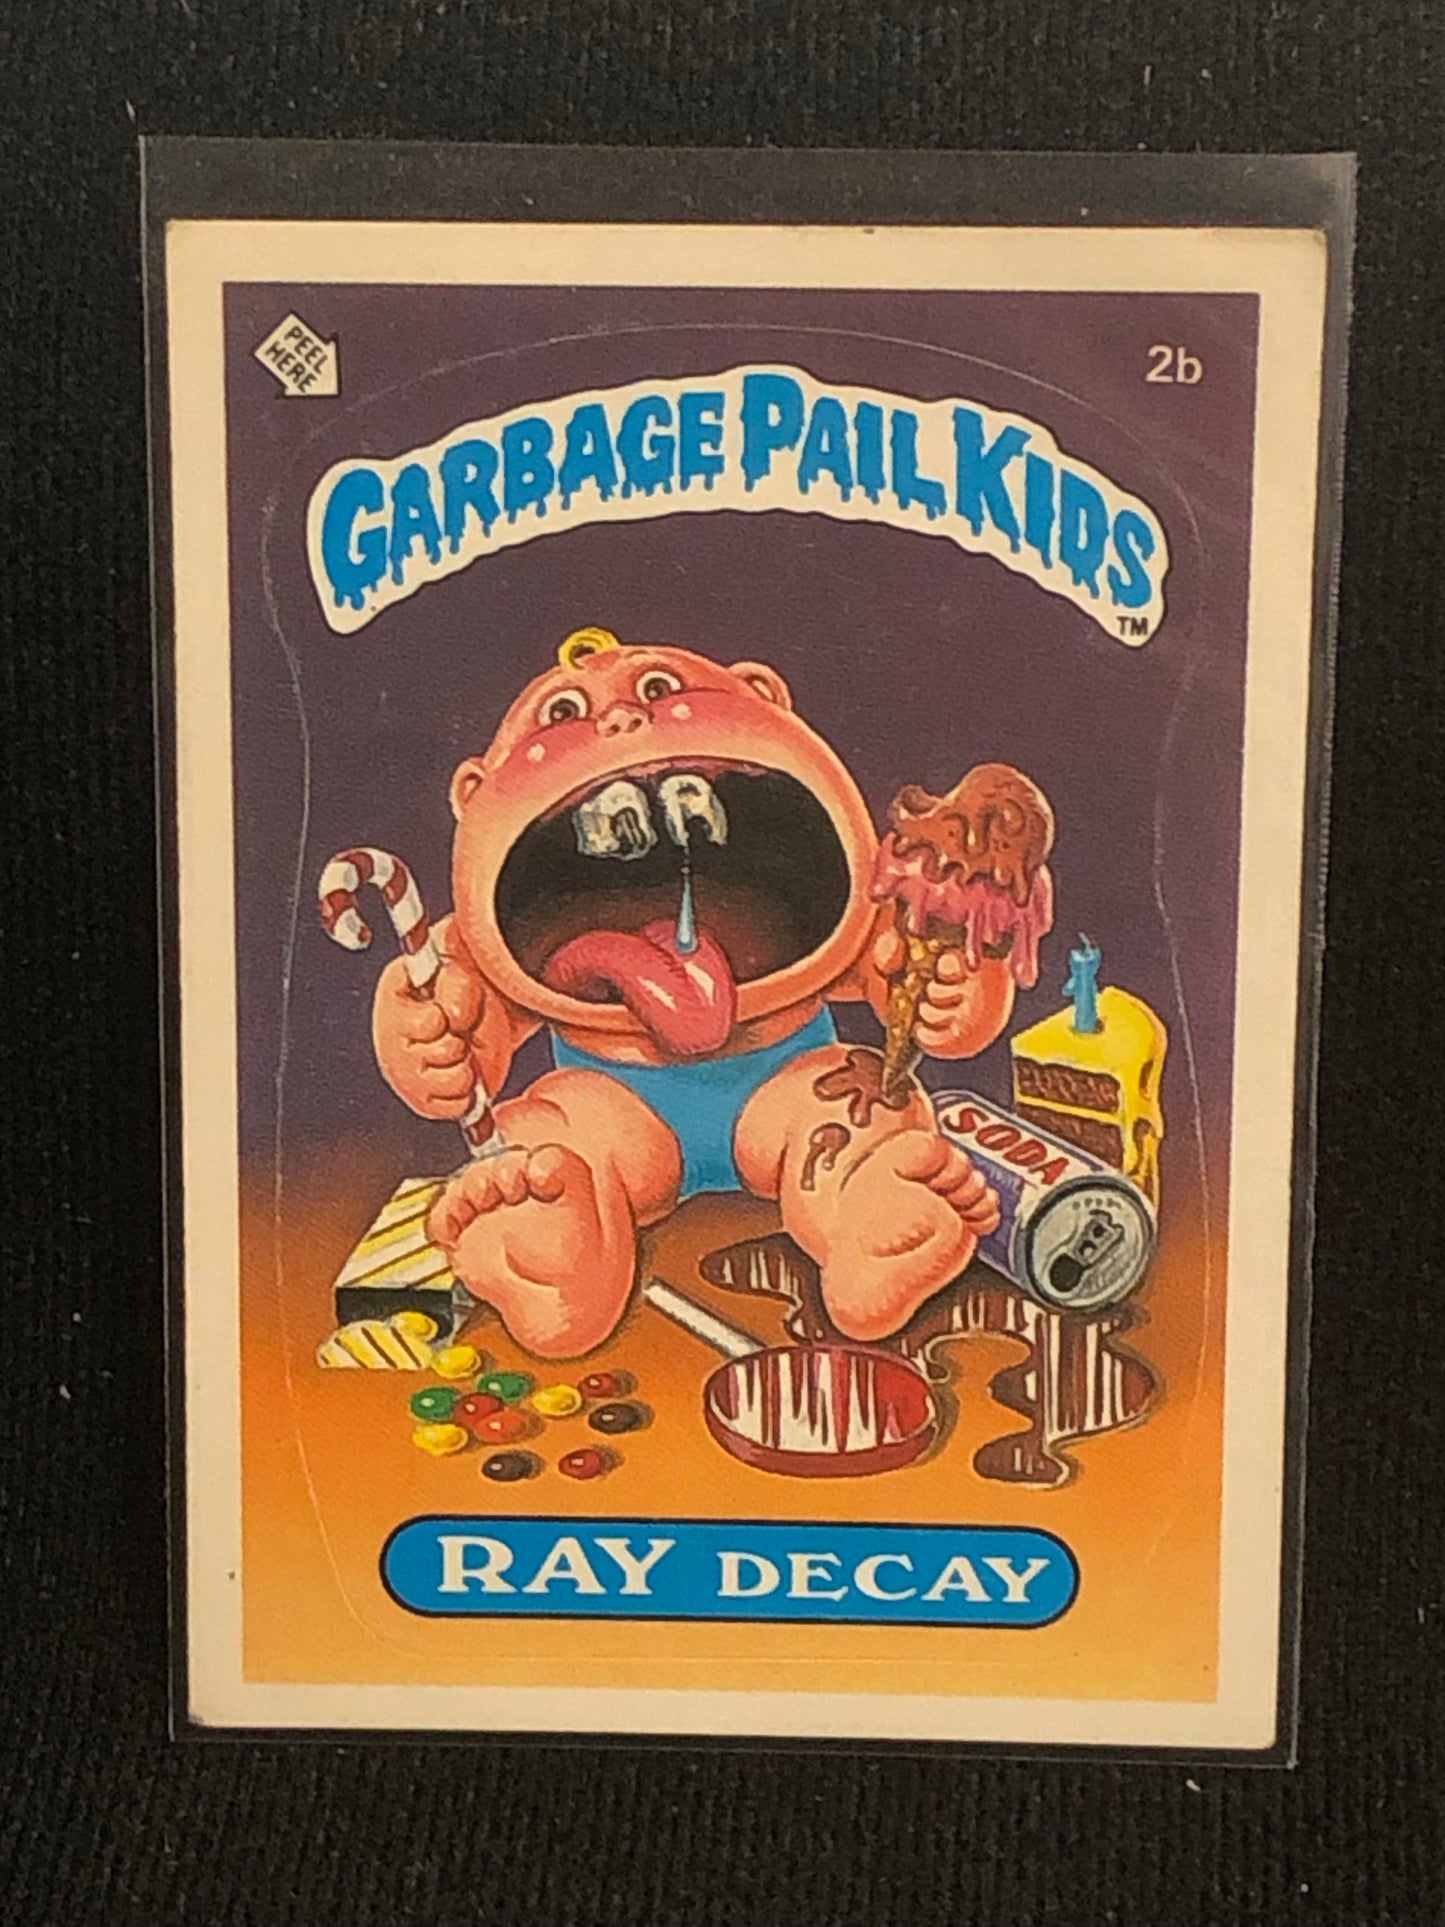 PEEL
HERE
2b
GARBAGE PAIL KIDS
TM
SODA
RAY DECAY